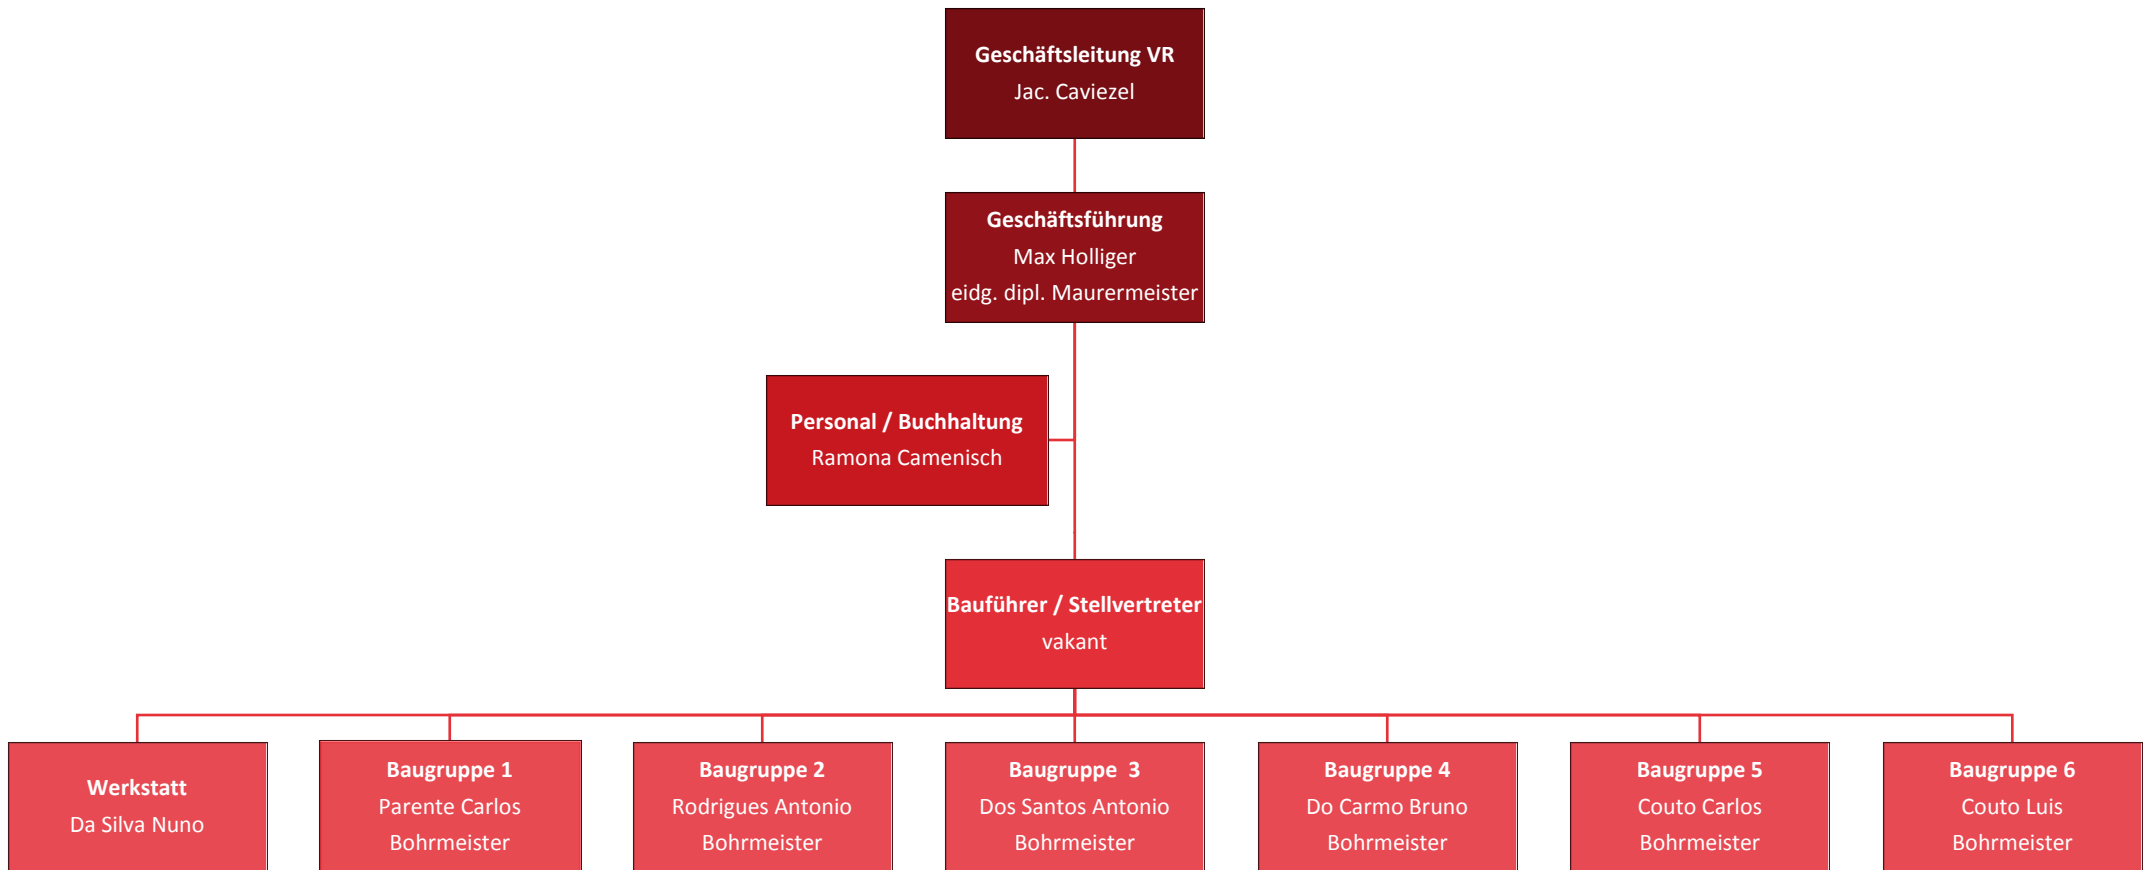 Geschäftsleitung VR
Jac. Caviezel
Geschäftsführung
Max Holliger
eidg. dipl. Maurermeister
Personal / Buchhaltung
Ramona Camenisch
Bauführer / Stellvertreter
vakant
Werkstatt
Da Silva Nuno
Baugruppe 1
Parente Carlos
Bohrmeister
Baugruppe 2
Rodrigues Antonio
Bohrmeister
Baugruppe  3
Dos Santos Antonio
Bohrmeister
Baugruppe 4
Do Carmo Bruno
Bohrmeister
Baugruppe 5
Couto Carlos
Bohrmeister
Baugruppe 6
Couto Luis
Bohrmeister